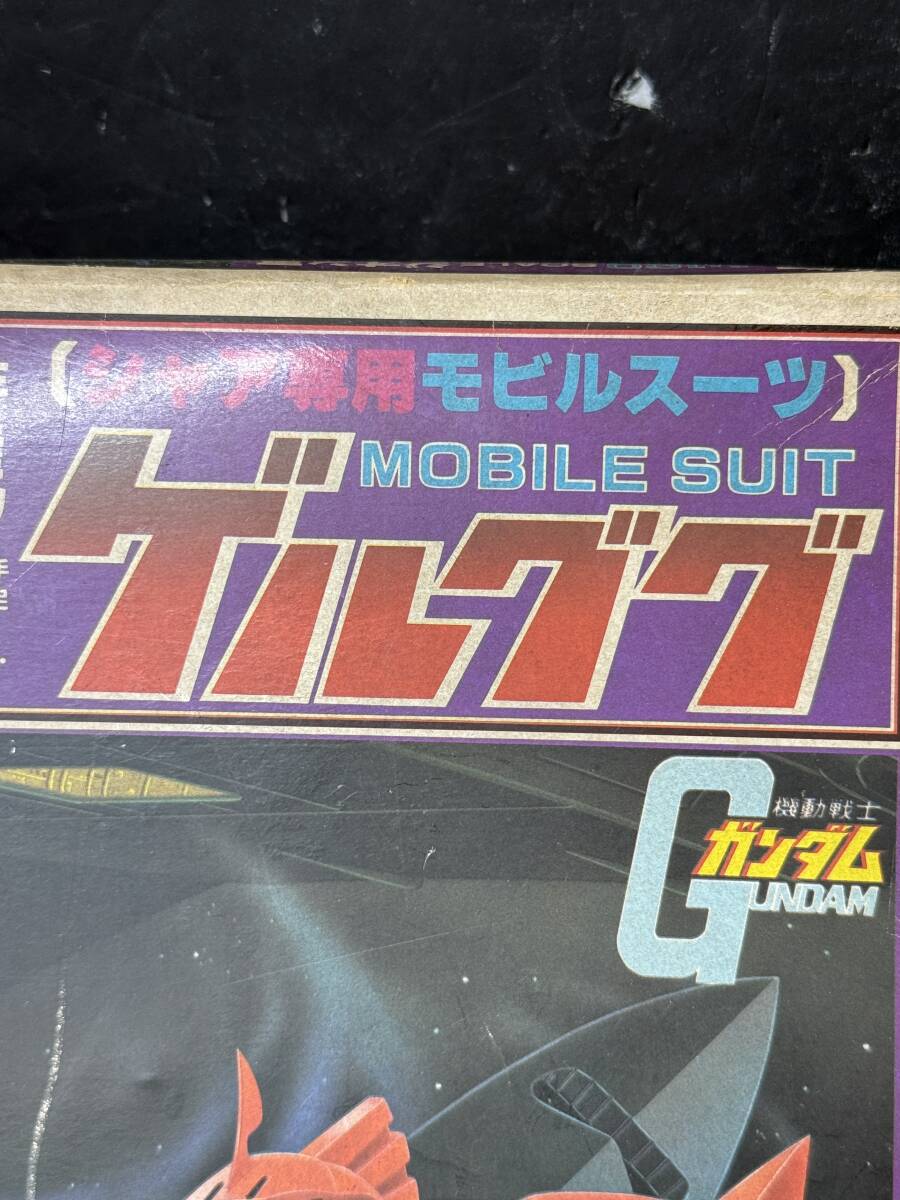 (シャア専用モビルスーツ)
MOBILE SUIT
ゲルググ
機動戦士
ガンダム
GUNDAM